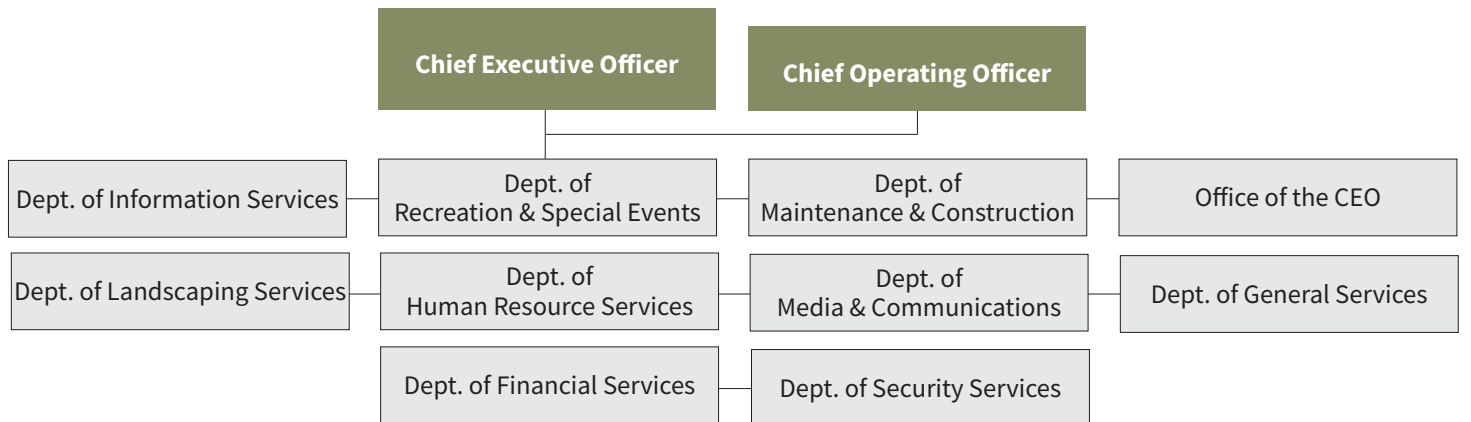 Chief Executive Officer
Chief Operating Officer
Dept. of Information Services
Dept. of
Recreation & Special Events
Dept. of
Maintenance & Construction
Office of the CEO
Dept. of Landscaping Services
Dept. of
Human Resource Services
Dept. of
Media & Communications
Dept. of General Services
Dept. of Financial Services
Dept. of Security Services